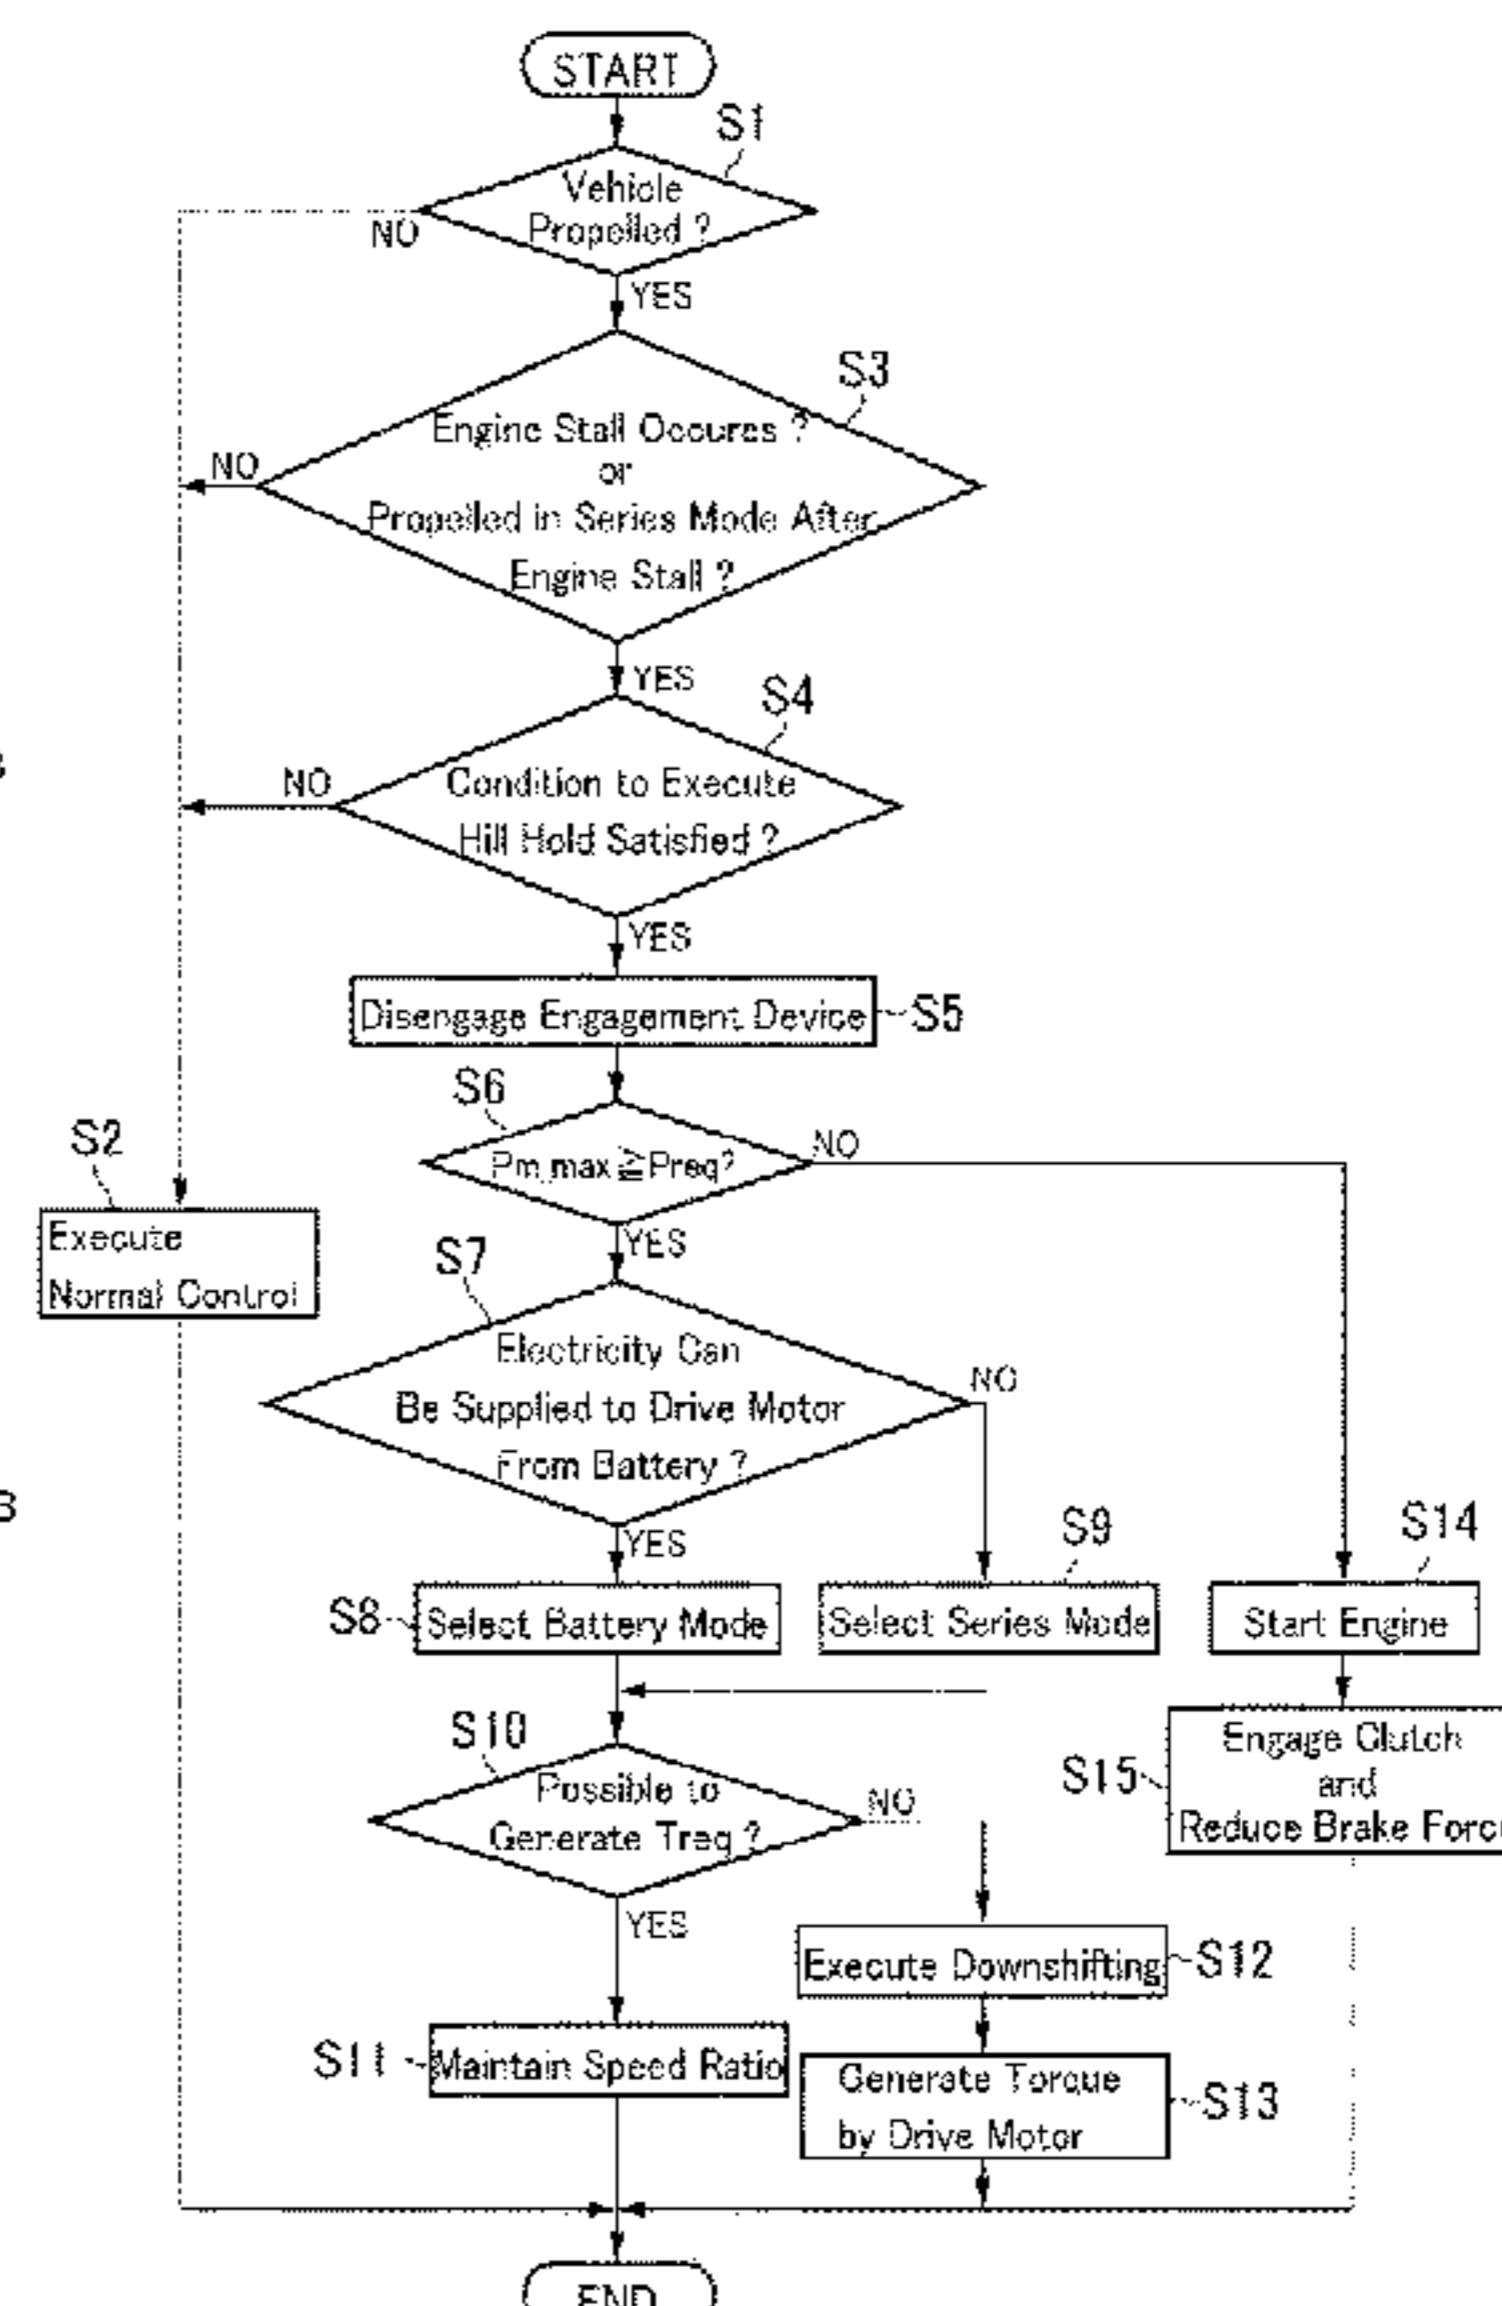 START
S1
Vehicle
Propelled ?
NO
YES
S3
Engine Stall Occures ?
or
Propelled in Series Mode After
Engine Stall ?
NO
YES
S4
Condition to Execute
Hill Hold Satisfied ?
NO
YES
Disengage Engagement Device
S5
S6
Pm_max≧Preq?
NO
YES
S2
Execute
Normal Control
S7
Electricity Can
Be Supplied to Drive Motor
From Battery ?
NO
YES
S8
Select Battery Mode
S9
Select Series Mode
S14
Start Engine
S10
Possible to
Generate Treq ?
NO
YES
S15
Engage Clutch
and
Reduce Brake
Execute Downshifting
S12
S11
Maintain Speed Ratio
Generate Torque
by Drive Motor
S13
END